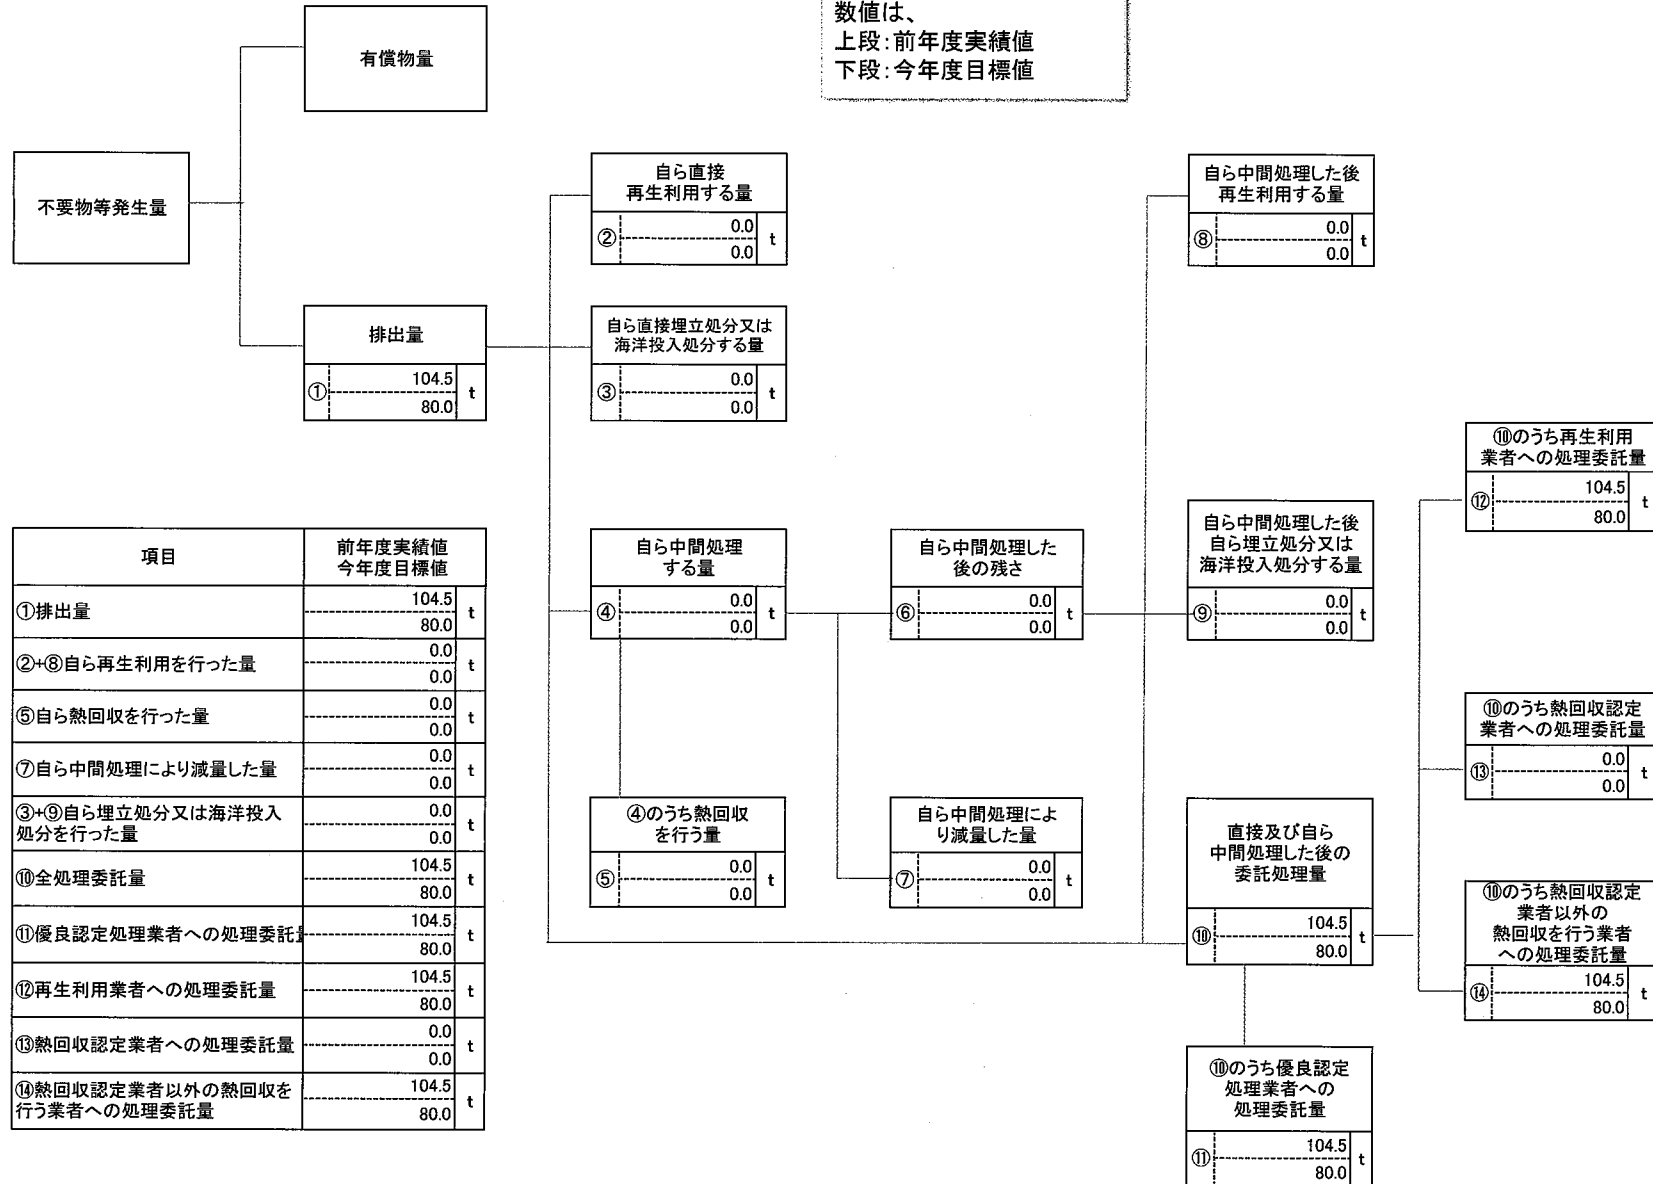 数値は、
上段:前年度実績値
下段:今年度目標値
有償物量
不要物等発生量
排出量
① 104.5 t
80.0
自ら直接
再生利用する量
② 0.0 t
0.0
自ら直接埋立処分又は
海洋投入処分する量
③ 0.0 t
0.0
自ら中間処理
する量
④ 0.0 t
0.0
④のうち熱回収
を行う量
⑤ 0.0 t
0.0
自ら中間処理した
後の残さ
⑥ 0.0 t
0.0
自ら中間処理によ
り減量した量
⑦ 0.0 t
0.0
自ら中間処理した後
再生利用する量
⑧ 0.0 t
0.0
自ら中間処理した後
自ら埋立処分又は
海洋投入処分する量
⑨ 0.0 t
0.0
直接及び自ら
中間処理した後の
委託処理量
⑩ 104.5 t
80.0
⑩のうち優良認定
処理業者への
処理委託量
⑪ 104.5 t
80.0
⑩のうち再生利用
業者への処理委託量
⑫ 104.5 t
80.0
⑩のうち熱回収認定
業者への処理委託量
⑬ 0.0 t
0.0
⑩のうち熱回収認定
業者以外の
熱回収を行う業者
への処理委託量
⑭ 104.5 t
80.0
項目 前年度実績値
今年度目標値
①排出量 104.5 t
80.0
②+⑧自ら再生利用を行った量 0.0 t
0.0
⑤自ら熱回収を行った量 0.0 t
0.0
⑦自ら中間処理により減量した量 0.0 t
0.0
③+⑨自ら埋立処分又は海洋投入
処分を行った量 0.0 t
0.0
⑩全処理委託量 104.5 t
80.0
⑪優良認定処理業者への処理委託 104.5 t
80.0
⑫再生利用業者への処理委託量 104.5 t
80.0
⑬熱回収認定業者への処理委託量 0.0 t
0.0
⑭熱回収認定業者以外の熱回収を
行う業者への処理委託量 104.5 t
80.0